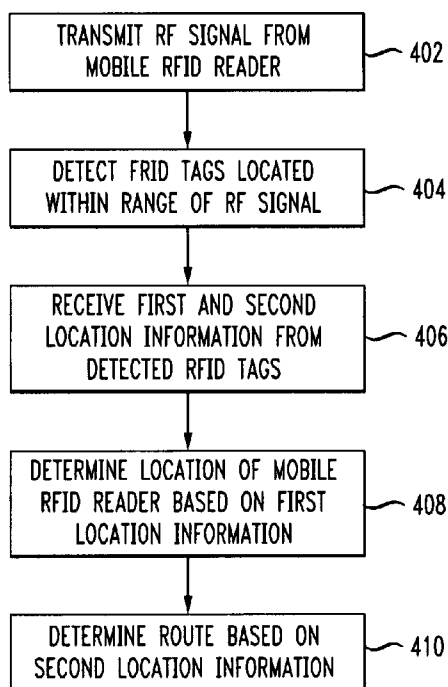 TRANSMIT RF SIGNAL FROM
MOBILE RFID READER
402
DETECT FRID TAGS LOCATED
WITHIN RANGE OF RF SIGNAL
404
RECEIVE FIRST AND SECOND
LOCATION INFORMATION FROM
DETECTED RFID TAGS
406
DETERMINE LOCATION OF MOBILE
RFID READER BASED ON FIRST
LOCATION INFORMATION
408
DETERMINE ROUTE BASED ON
SECOND LOCATION INFORMATION
410